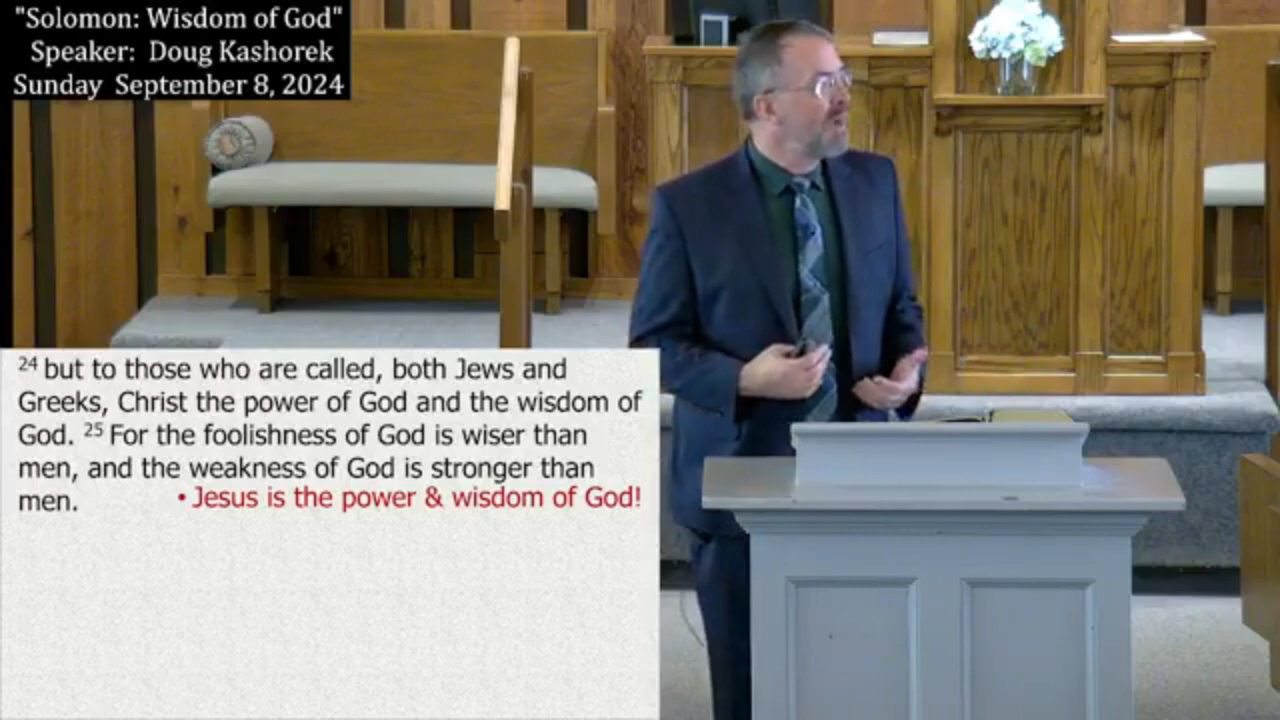 "Solomon: Wisdom of God"
Speaker: Doug Kashorek
Sunday September 8, 2024
24 but to those who are called, both Jews and
Greeks, Christ the power of God and the wisdom of
God. 25 For the foolishness of God is wiser than
men, and the weakness of God is stronger than
men. • Jesus is the power & wisdom of God!